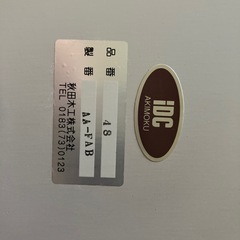 品番 48
製番 AA-FAB
秋田木工株式会社
TEL 0183(73)0123
iDC
AKIMOKU